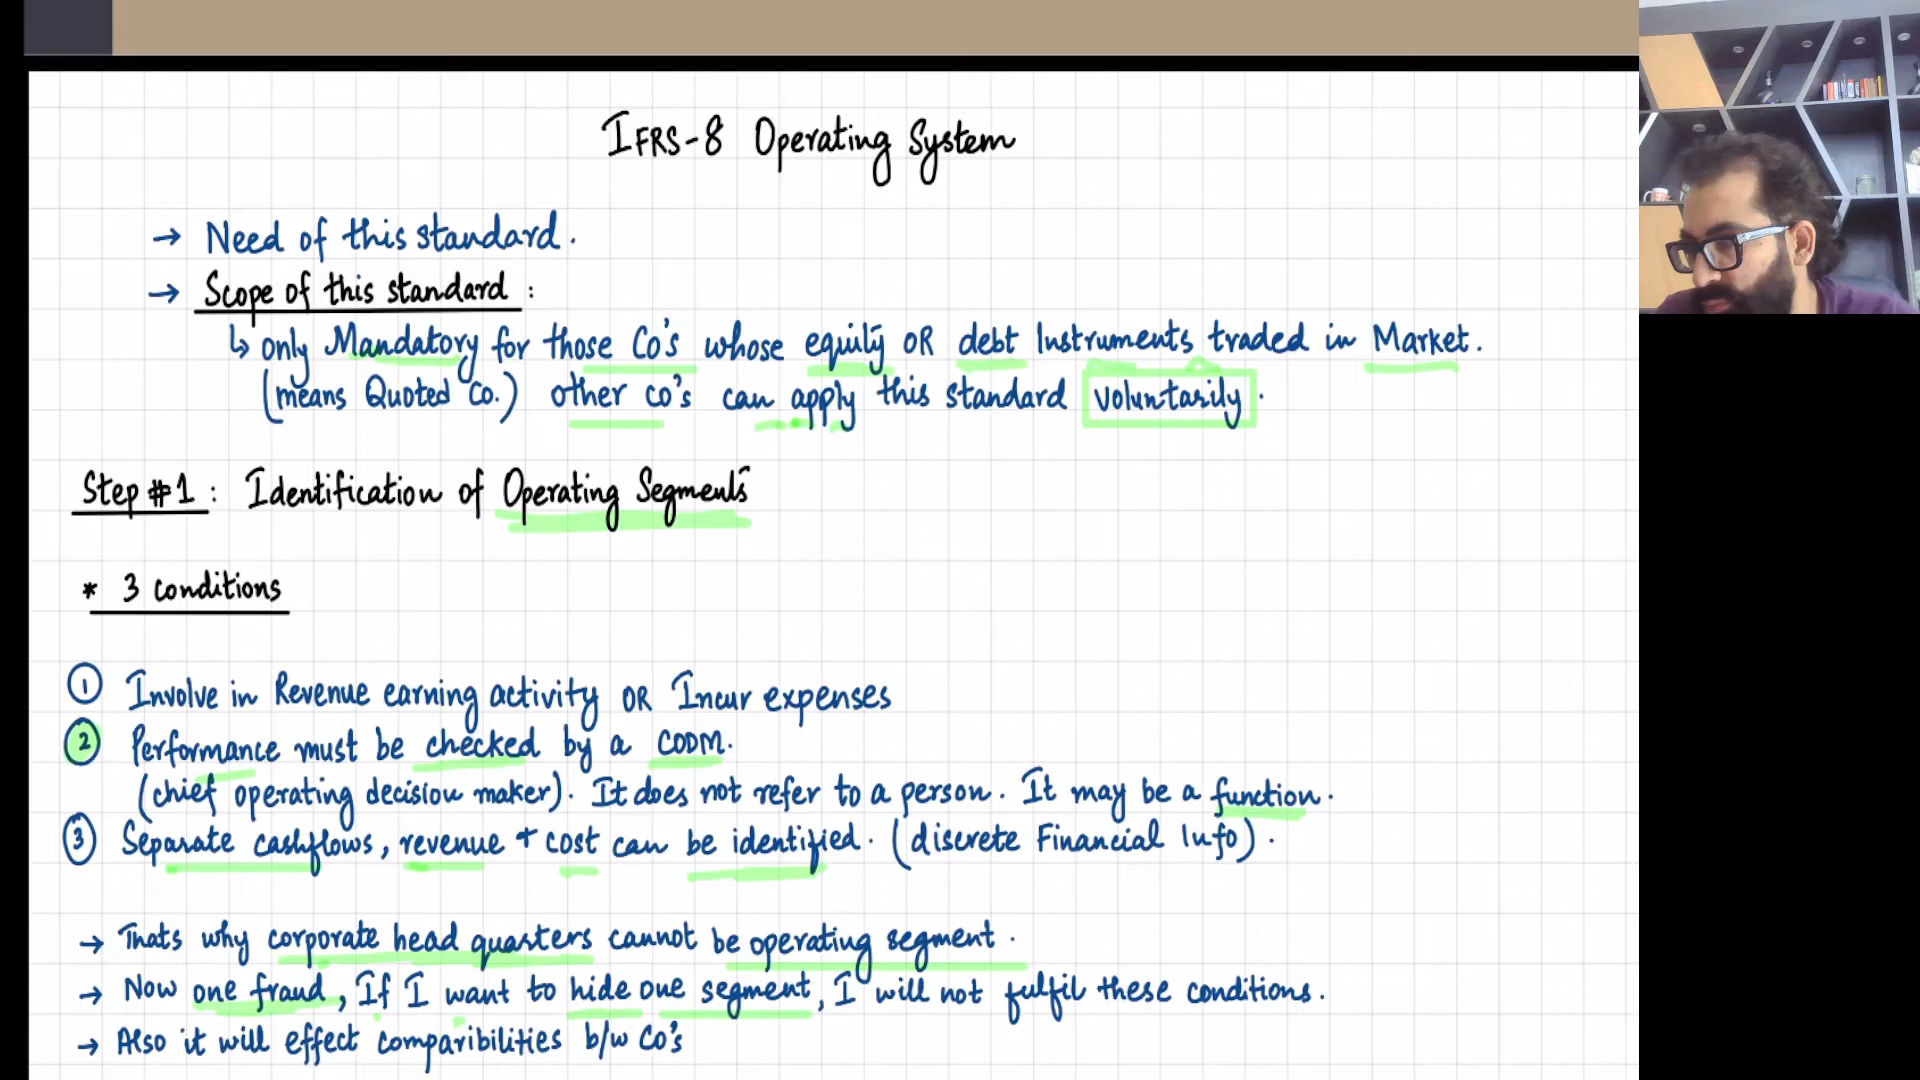 IFRS-8 Operating System
→ Need of this standard.
→ Scope of this standard :
↳ only Mandatory for those Co's whose equity OR debt Instruments traded in Market.
(means Quoted Co.) other co's can apply this standard voluntarily.
Step #1 : Identification of Operating Segments
* 3 conditions
① Involve in Revenue earning activity OR Incur expenses
② Performance must be checked by a CODM.
(chief operating decision maker). It does not refer to a person. It may be a function.
③ Separate cashflows, revenue + cost can be identified. (discrete Financial Info).
→ Thats why corporate head quarters cannot be operating segment.
→ Now one fraud, If I want to hide one segment, I will not fulfil these conditions.
→ Also it will effect comparibilities b/w Co's